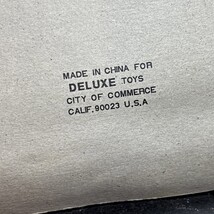 MADE IN CHINA FOR
DELUXE TOYS
CITY OF COMMERCE
CALIF. 90023 U.S.A